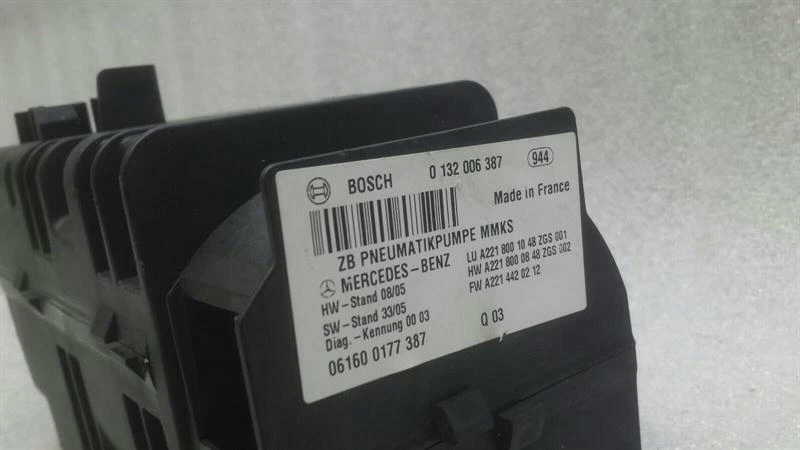 BOSCH 0 132 006 387 944
Made in France
ZB PNEUMATIKPUMPE MMKS
MERCEDES-BENZ
LU A221 800 10 48 ZGS 001
HW-Stand 08/05
HW A221 800 08 48 ZGS 002
SW-Stand 33/05
FW A221 442 02 12
Diag.-Kennung 00 03
Q 03
06160 0177 387